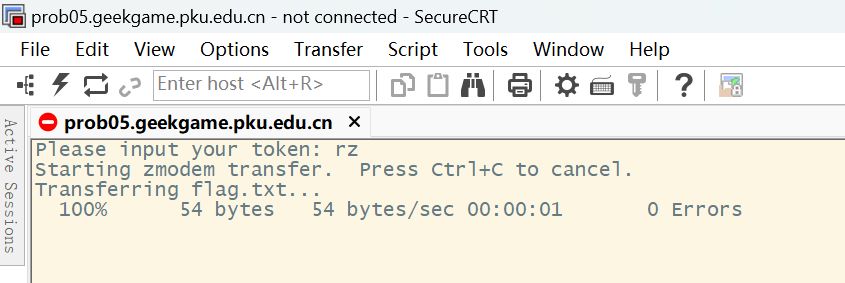 prob05.geekgame.pku.edu.cn - not connected - SecureCRT
File Edit View Options Transfer Script Tools Window Help
Enter host <Alt+R>
Active Sessions
prob05.geekgame.pku.edu.cn ×
Please input your token: rz
Starting zmodem transfer.  Press Ctrl+C to cancel.
Transferring flag.txt...
  100%      54 bytes   54 bytes/sec 00:00:01       0 Errors